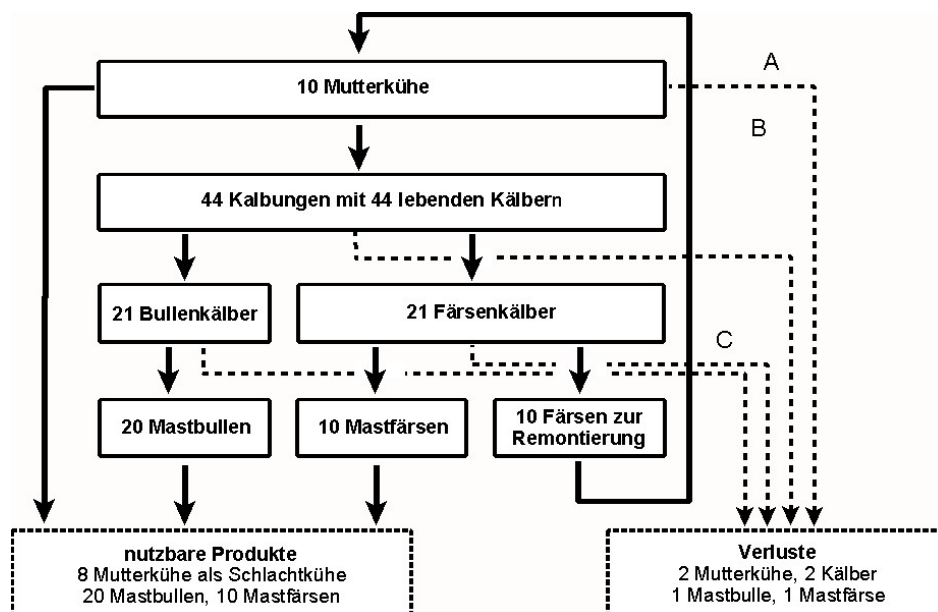 A
10 Mutterkühe
B
44 Kalbungen mit 44 lebenden Kälbern
21 Bullenkälber
21 Färsenkälber
C
20 Mastbullen
10 Mastfärsen
10 Färsen zur
Remontierung
nutzbare Produkte
8 Mutterkühe als Schlachtkühe
20 Mastbullen, 10 Mastfärsen
Verluste
2 Mutterkühe, 2 Kälber
1 Mastbulle, 1 Mastfärse